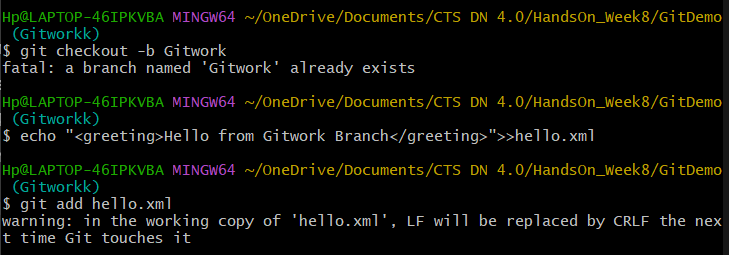 Hp@LAPTOP-46IPKVBA MINGW64 ~/OneDrive/Documents/CTS DN 4.0/HandsOn_Week8/GitDemo
(Gitworkk)
$ git checkout -b Gitwork
fatal: a branch named 'Gitwork' already exists
Hp@LAPTOP-46IPKVBA MINGW64 ~/OneDrive/Documents/CTS DN 4.0/HandsOn_Week8/GitDemo
(Gitworkk)
$ echo "<greeting>Hello from Gitwork Branch</greeting>">>hello.xml
Hp@LAPTOP-46IPKVBA MINGW64 ~/OneDrive/Documents/CTS DN 4.0/HandsOn_Week8/GitDemo
(Gitworkk)
$ git add hello.xml
warning: in the working copy of 'hello.xml', LF will be replaced by CRLF the nex
t time Git touches it